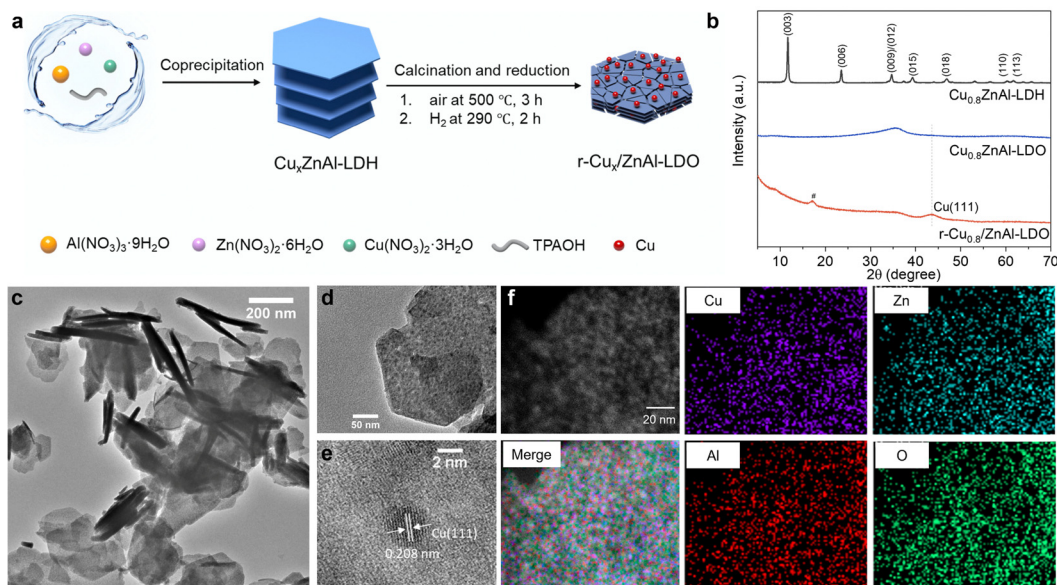 a
Coprecipitation
Calcination and reduction
1. air at 500 ℃, 3 h
2. H₂ at 290 ℃, 2 h
CuₓZnAl-LDH
r-Cuₓ/ZnAl-LDO
Al(NO₃)₃·9H₂O
Zn(NO₃)₂·6H₂O
Cu(NO₃)₂·3H₂O
TPAOH
Cu
b
Intensity (a.u.)
(003)
(006)
(009)/(012)
(015)
(018)
(110)
(113)
Cu₀.₈ZnAl-LDH
Cu₀.₈ZnAl-LDO
#
Cu(111)
r-Cu₀.₈/ZnAl-LDO
10 20 30 40 50 60 70
2θ (degree)
c
200 nm
d
50 nm
e
2 nm
Cu(111)
0.208 nm
f
20 nm
Cu
Zn
Merge
Al
O